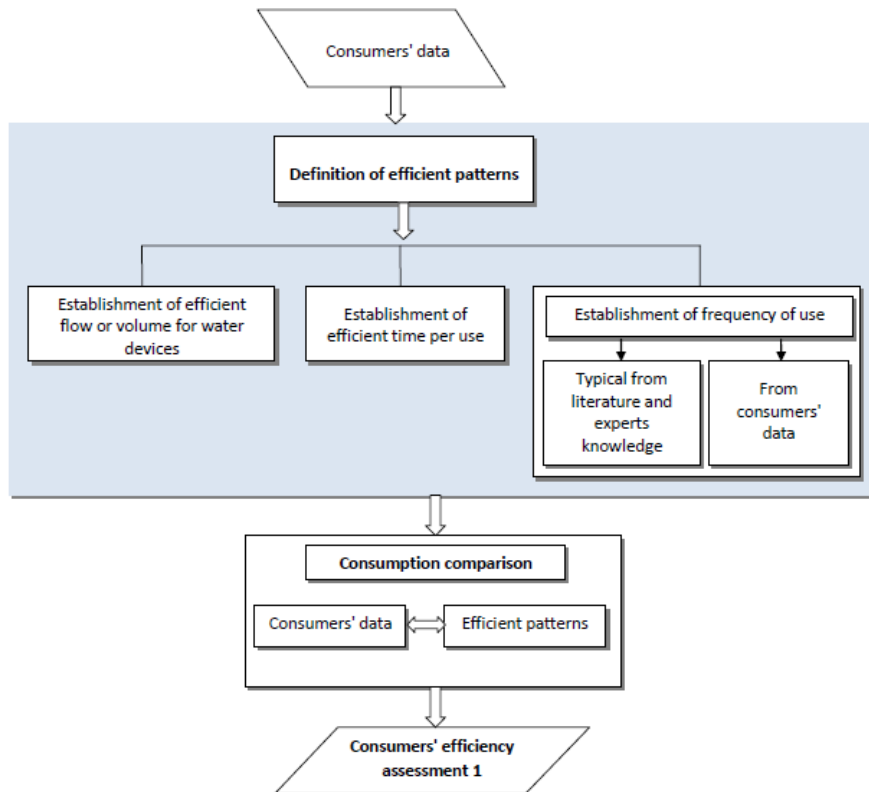 Consumers' data
Definition of efficient patterns
Establishment of efficient
flow or volume for water
devices
Establishment of
efficient time per use
Establishment of frequency of use
Typical from
literature and
experts
knowledge
From
consumers'
data
Consumption comparison
Consumers' data
Efficient patterns
Consumers' efficiency
assessment 1